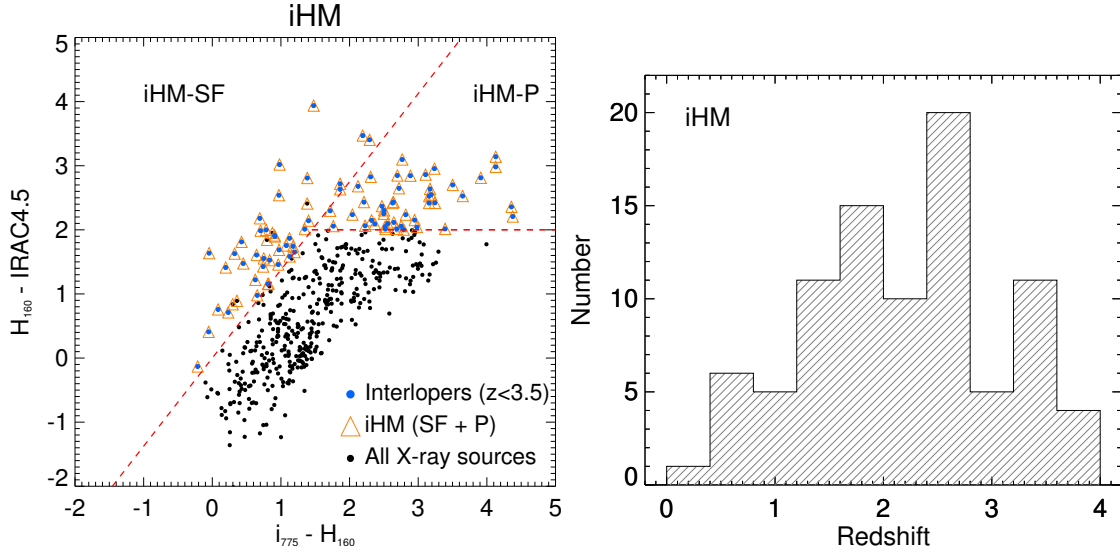 iHM
5
4
3
2
1
0
-1
-2
iHM-SF
iHM-P
Interlopers (z<3.5)
iHM (SF + P)
All X-ray sources
-2 -1 0 1 2 3 4 5
i775 - H160
H160 - IRAC4.5
iHM
20
15
10
5
0
0 1 2 3 4
Redshift
Number